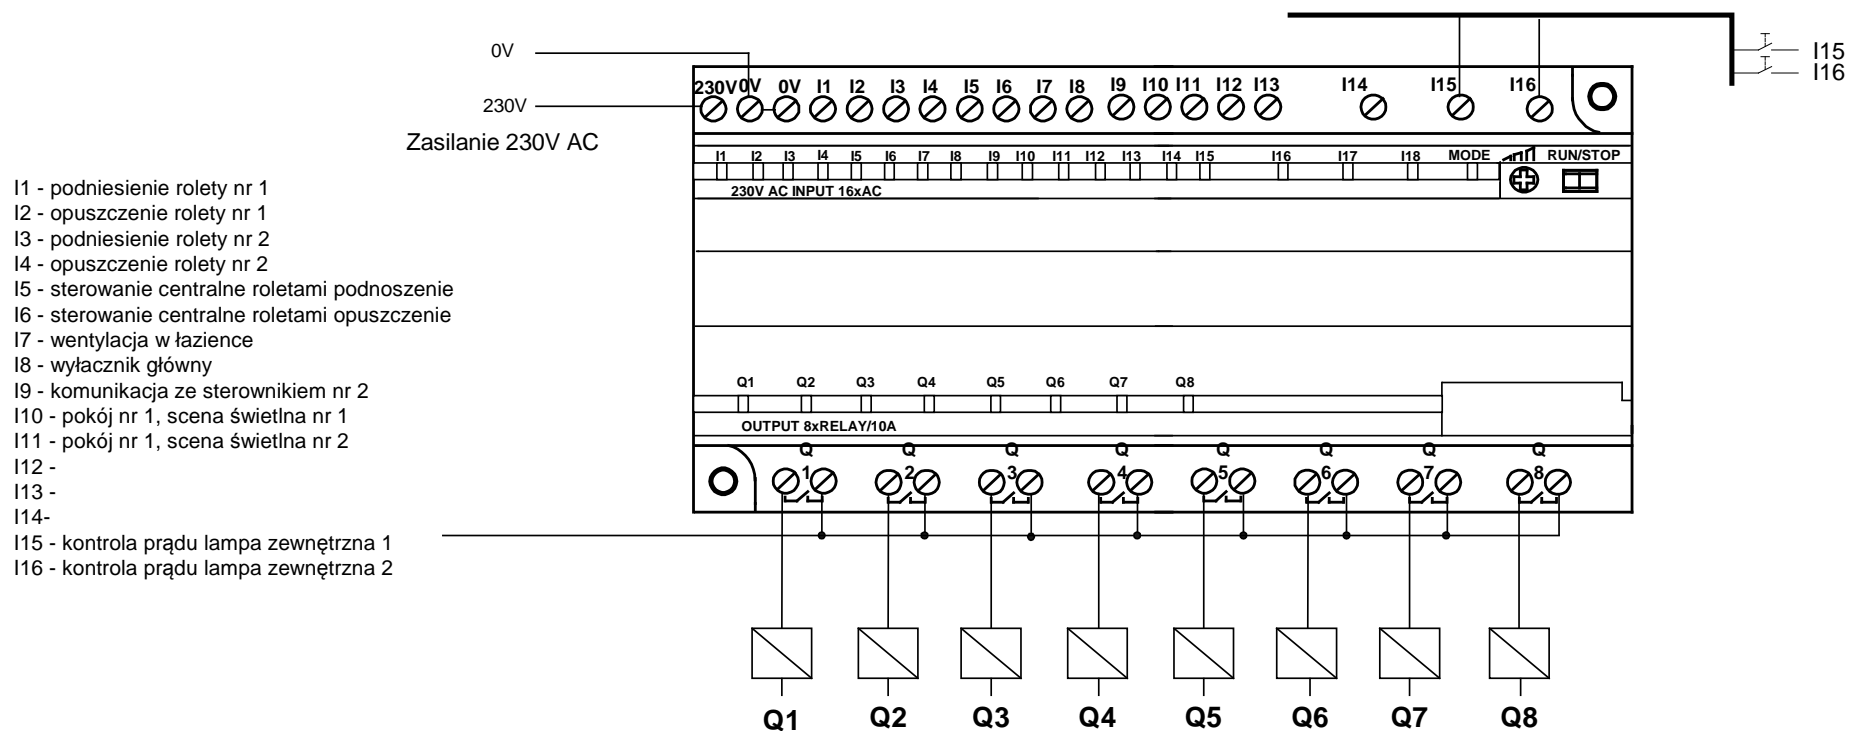 0V
230V
Zasilanie 230V AC
I15
I16
230V 0V 0V I1 I2 I3 I4 I5 I6 I7 I8 I9 I10 I11 I12 I13 I14 I15 I16
I1 I2 I3 I4 I5 I6 I7 I8 I9 I10 I11 I12 I13 I14 I15 I16 I17 I18 MODE RUN/STOP
230V AC INPUT 16xAC
I1 - podniesienie rolety nr 1
I2 - opuszczenie rolety nr 1
I3 - podniesienie rolety nr 2
I4 - opuszczenie rolety nr 2
I5 - sterowanie centralne roletami podnoszenie
I6 - sterowanie centralne roletami opuszczenie
I7 - wentylacja w łazience
I8 - wyłacznik główny
I9 - komunikacja ze sterownikiem nr 2
I10 - pokój nr 1, scena świetlna nr 1
I11 - pokój nr 1, scena świetlna nr 2
I12 -
I13 -
I14-
I15 - kontrola prądu lampa zewnętrzna 1
I16 - kontrola prądu lampa zewnętrzna 2
Q1 Q2 Q3 Q4 Q5 Q6 Q7 Q8
OUTPUT 8xRELAY/10A
Q Q Q Q Q Q Q Q
1 2 3 4 5 6 7 8
Q1 Q2 Q3 Q4 Q5 Q6 Q7 Q8